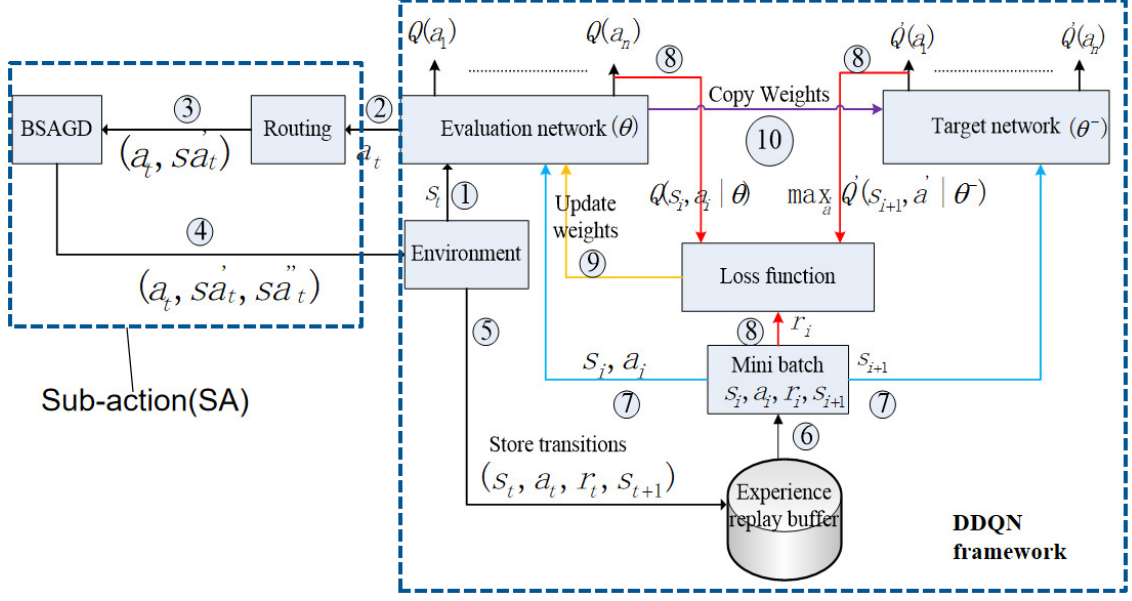 Q(a₁)
Q(aₙ)
Q̇(a₁)
Q̇(aₙ)
⑧
⑧
Copy Weights
⑩
BSAGD
③
(aₜ, sa'ₜ)
Routing
②
aₜ
Evaluation network (θ)
Target network (θ⁻)
sₜ
①
Update
weights
Q(sᵢ, aᵢ | θ)
max a' Q̇(sᵢ₊₁, a' | θ⁻)
④
(aₜ, sa'ₜ, sa''ₜ)
Environment
⑨
Loss function
⑤
⑧
rᵢ
Sub-action(SA)
sᵢ, aᵢ
⑦
Mini batch
sᵢ, aᵢ, rᵢ, sᵢ₊₁
sᵢ₊₁
⑦
⑥
Store transitions
(sₜ, aₜ, rₜ, sₜ₊₁)
Experience
replay buffer
DDQN
framework